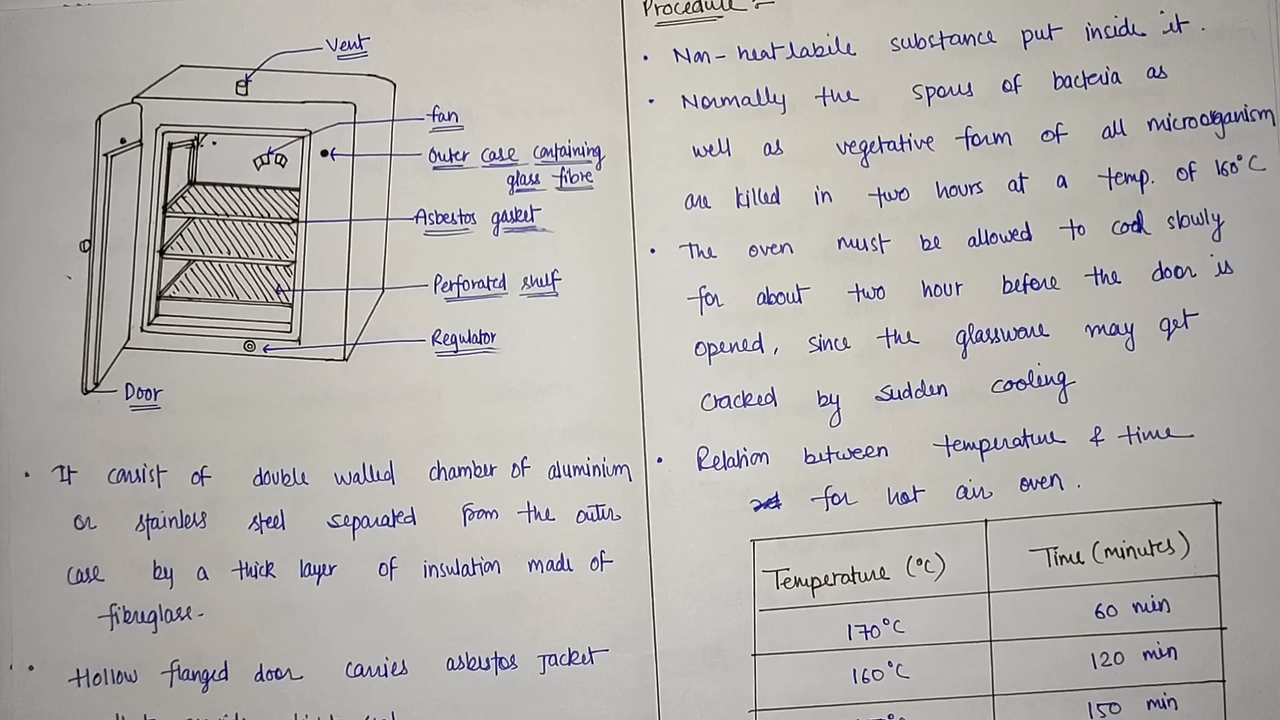 Vent
fan
Outer case containing
glass fibre
Asbestos gasket
Perforated shelf
Regulator
Door
• It consist of double walled chamber of aluminium
or stainless steel separated from the outer
case by a thick layer of insulation made of
fibreglass-
• Hollow flanged door carries asbestos Jacket
Procedure :-
• Non-heat labile substance put inside it.
• Normally the spores of bacteria as
well as vegetative form of all microorganism
are killed in two hours at a temp. of 160°C
• The oven must be allowed to cool slowly
for about two hour before the door is
opened, since the glassware may get
cracked by sudden cooling
• Relation between temperature & time
for hot air oven.
Temperature (°C) Time (minutes)
170°C 60 min
160°C 120 min
150 min